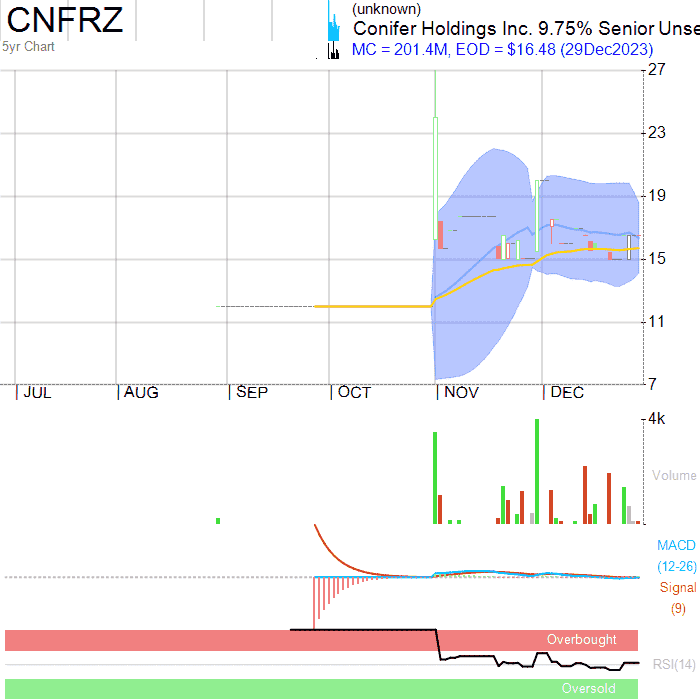 CNFRZ
5yr Chart
(unknown)
Conifer Holdings Inc. 9.75% Senior Unse
MC = 201.4M, EOD = $16.48 (29Dec2023)
27
23
19
15
11
7
JUL AUG SEP OCT NOV DEC
4k
Volume
MACD
(12-26)
Signal
(9)
Overbought
RSI(14)
Oversold